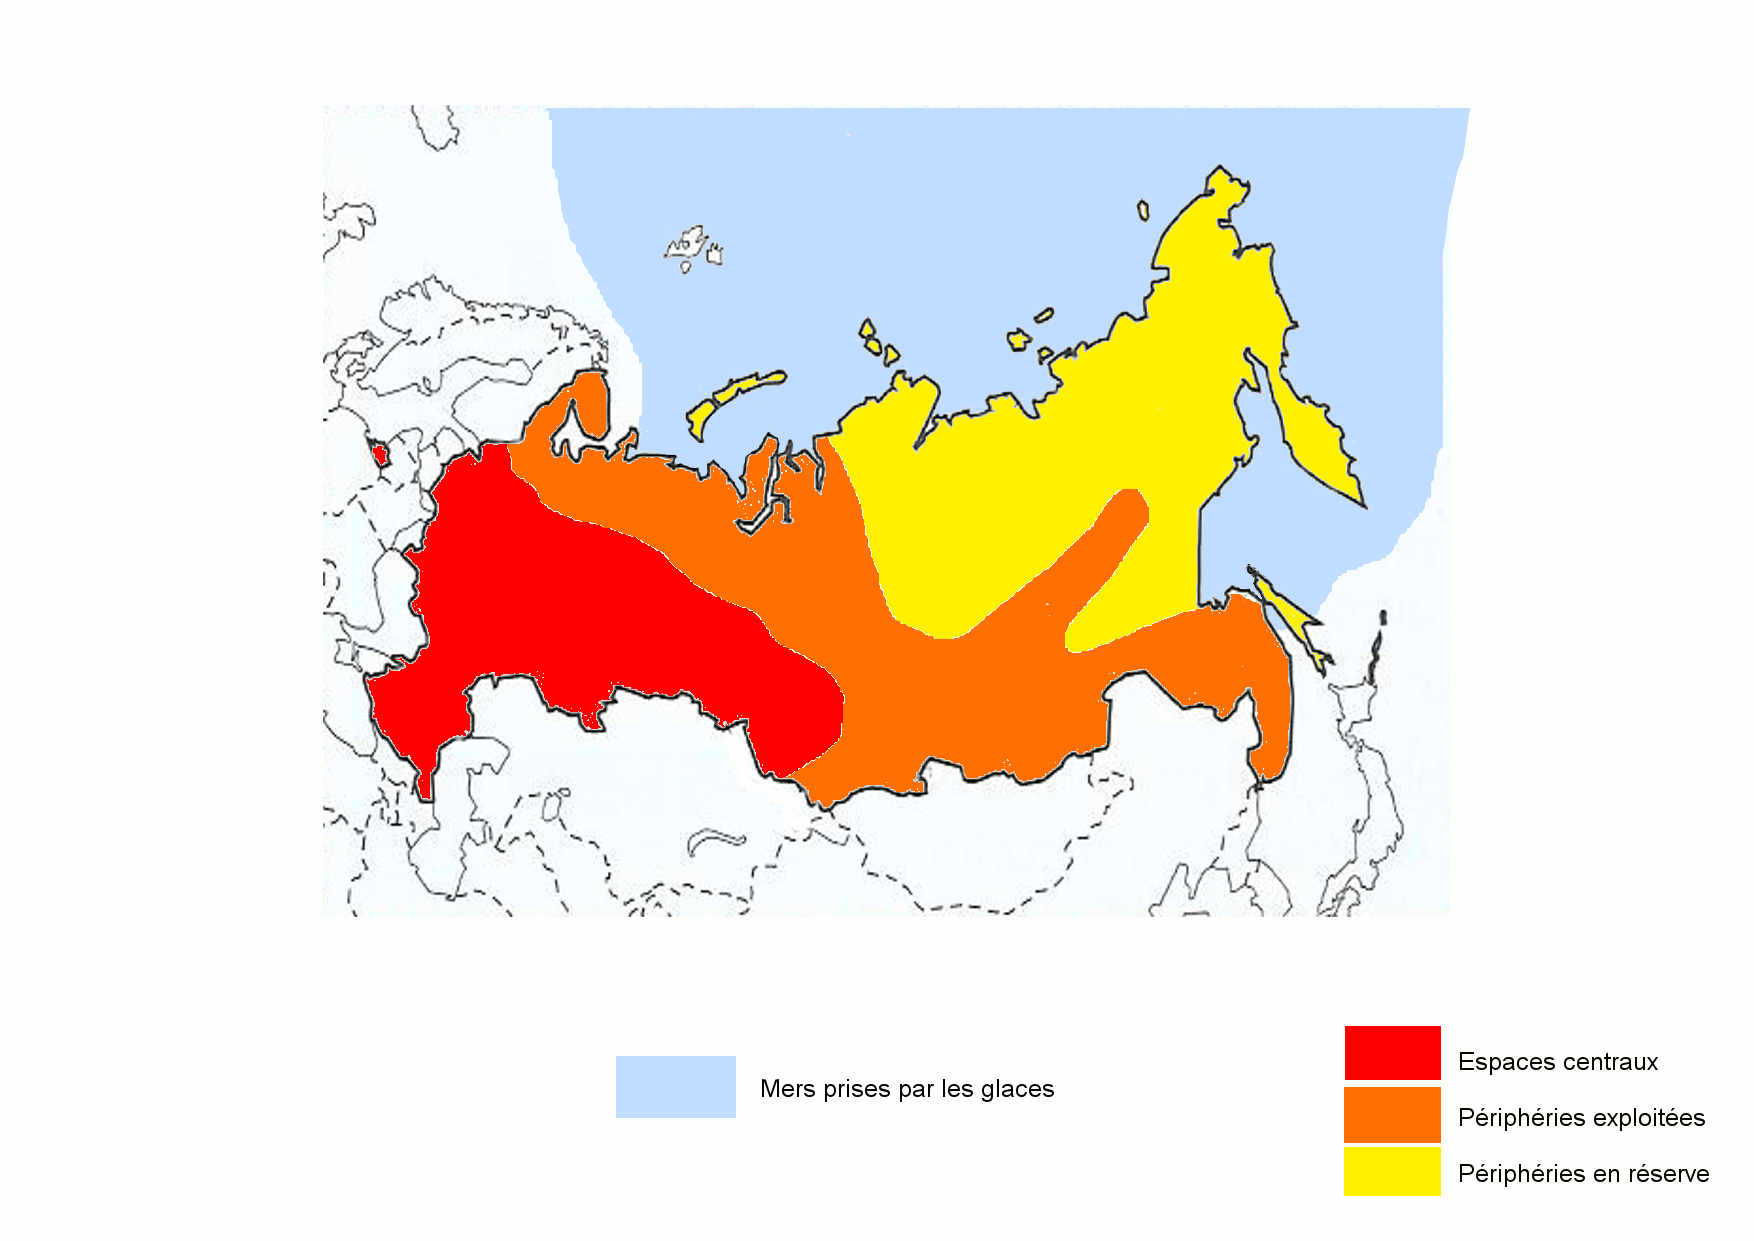 Mers prises par les glaces
Espaces centraux
Périphéries exploitées
Périphéries en réserve